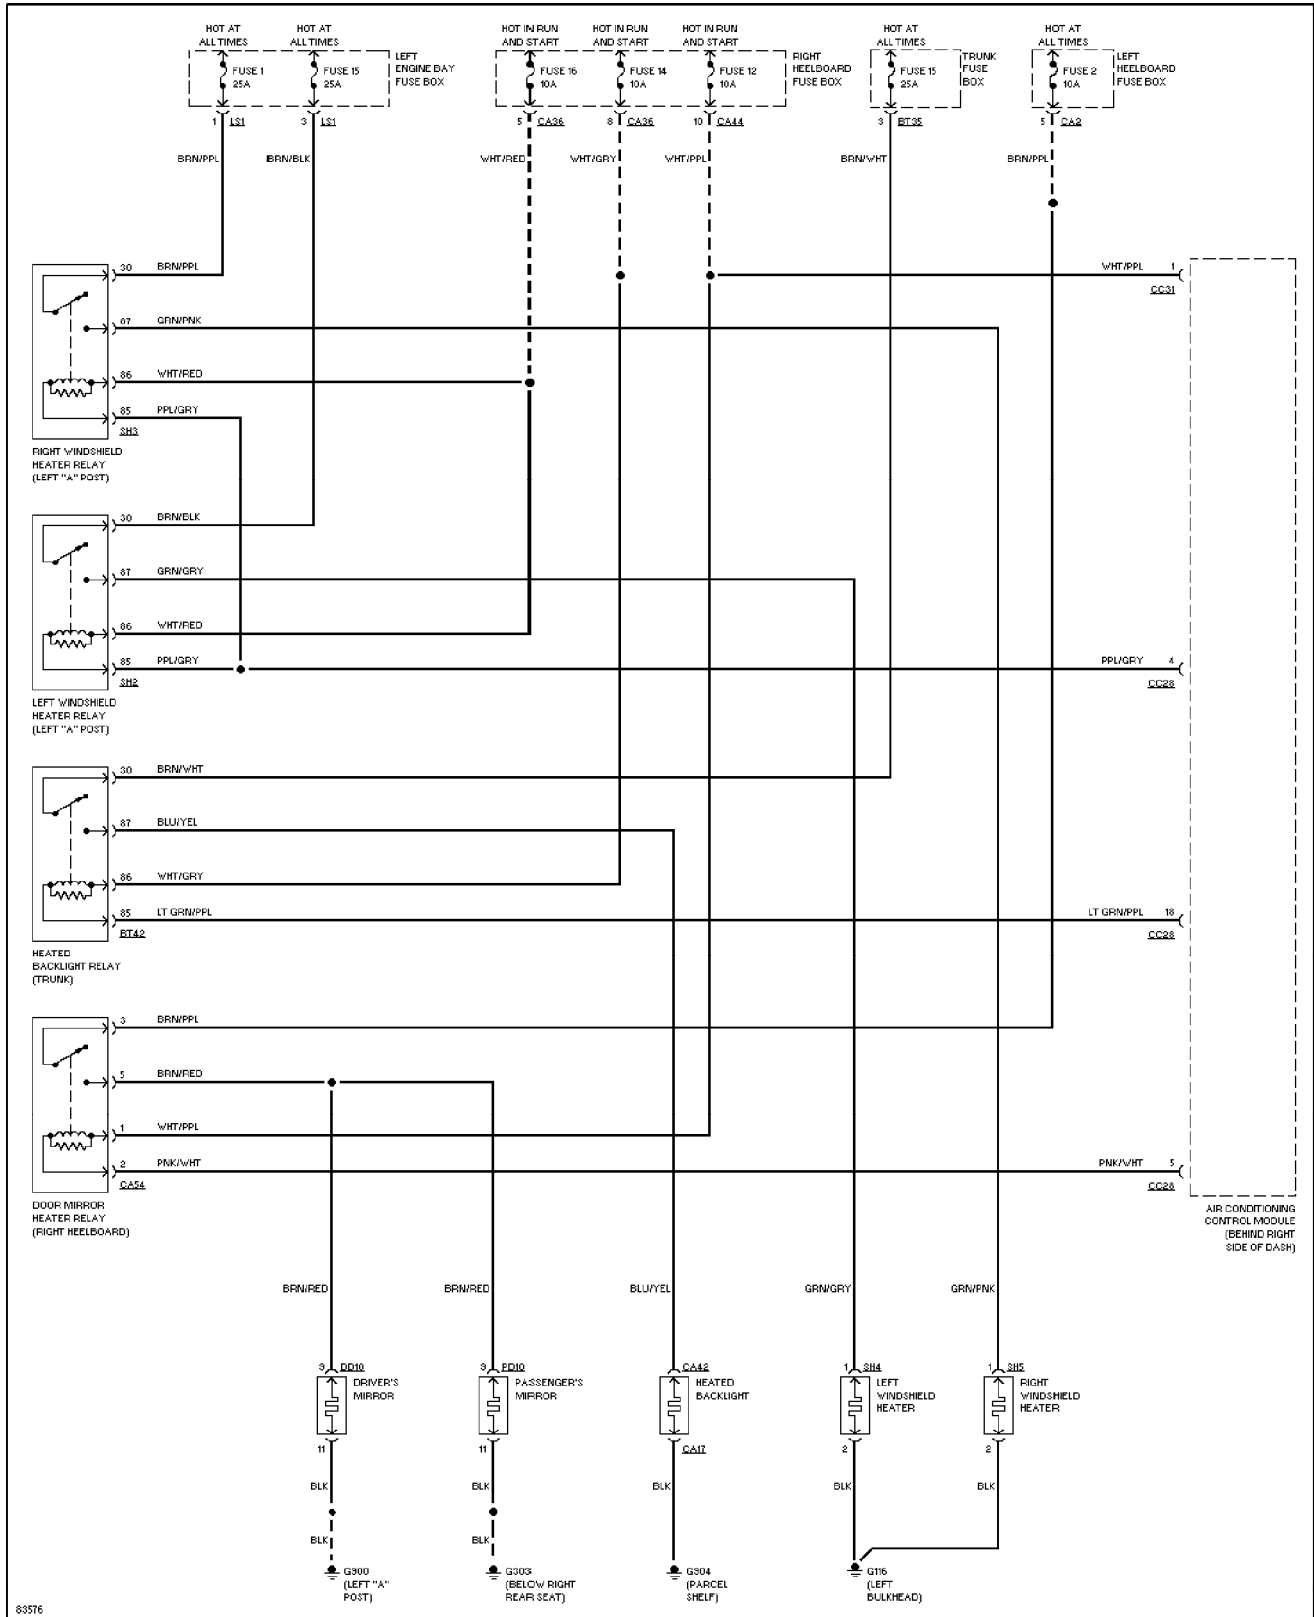 HOT AT
ALL TIMES
HOT AT
ALL TIMES
HOT IN RUN
AND START
HOT IN RUN
AND START
HOT IN RUN
AND START
HOT AT
ALL TIMES
HOT AT
ALL TIMES
FUSE 1
25A
FUSE 15
25A
LEFT
ENGINE BAY
FUSE BOX
FUSE 16
10A
FUSE 14
10A
FUSE 12
10A
RIGHT
HEELBOARD
FUSE BOX
FUSE 15
25A
TRUNK
FUSE
BOX
FUSE 2
10A
LEFT
HEELBOARD
FUSE BOX
1 LS1
3 LS1
5 CA36
8 CA36
10 CA44
3 BT35
5 CA2
BRN/PPL
BRN/BLK
WHT/RED
WHT/GRY
WHT/PPL
BRN/WHT
BRN/PPL
30 BRN/PPL
WHT/PPL 1
CC31
87 GRN/PNK
86 WHT/RED
85 PPL/GRY
SH3
RIGHT WINDSHIELD
HEATER RELAY
(LEFT "A" POST)
30 BRN/BLK
87 GRN/GRY
86 WHT/RED
85 PPL/GRY
SH2
PPL/GRY 4
CC28
LEFT WINDSHIELD
HEATER RELAY
(LEFT "A" POST)
30 BRN/WHT
87 BLU/YEL
86 WHT/GRY
85 LT GRN/PPL
BT42
LT GRN/PPL 18
CC28
HEATED
BACKLIGHT RELAY
(TRUNK)
3 BRN/PPL
5 BRN/RED
1 WHT/PPL
2 PNK/WHT
CA54
PNK/WHT 5
CC28
DOOR MIRROR
HEATER RELAY
(RIGHT HEELBOARD)
AIR CONDITIONING
CONTROL MODULE
(BEHIND RIGHT
SIDE OF DASH)
BRN/RED
BRN/RED
BLU/YEL
GRN/GRY
GRN/PNK
9 DD10
DRIVER'S
MIRROR
11
9 PD10
PASSENGER'S
MIRROR
11
CA42
HEATED
BACKLIGHT
CA17
1 SH4
LEFT
WINDSHIELD
HEATER
2
1 SH5
RIGHT
WINDSHIELD
HEATER
2
BLK
BLK
BLK
BLK
BLK
BLK
BLK
G900
(LEFT "A"
POST)
G303
(BELOW RIGHT
REAR SEAT)
G904
(PARCEL
SHELF)
G116
(LEFT
BULKHEAD)
83576